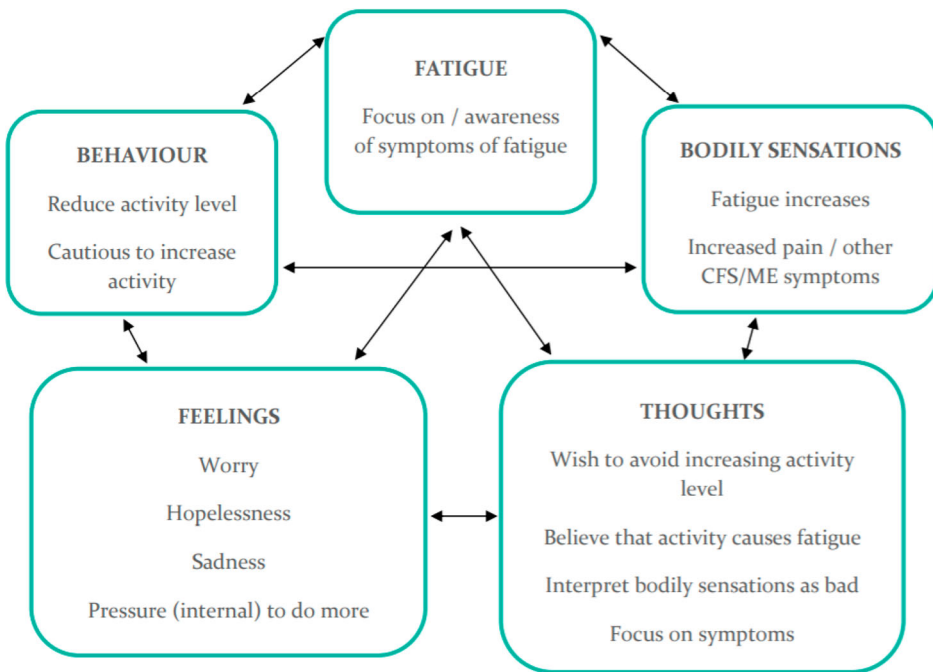 FATIGUE
Focus on / awareness
of symptoms of fatigue
BEHAVIOUR
Reduce activity level
Cautious to increase
activity
BODILY SENSATIONS
Fatigue increases
Increased pain / other
CFS/ME symptoms
FEELINGS
Worry
Hopelessness
Sadness
Pressure (internal) to do more
THOUGHTS
Wish to avoid increasing activity
level
Believe that activity causes fatigue
Interpret bodily sensations as bad
Focus on symptoms